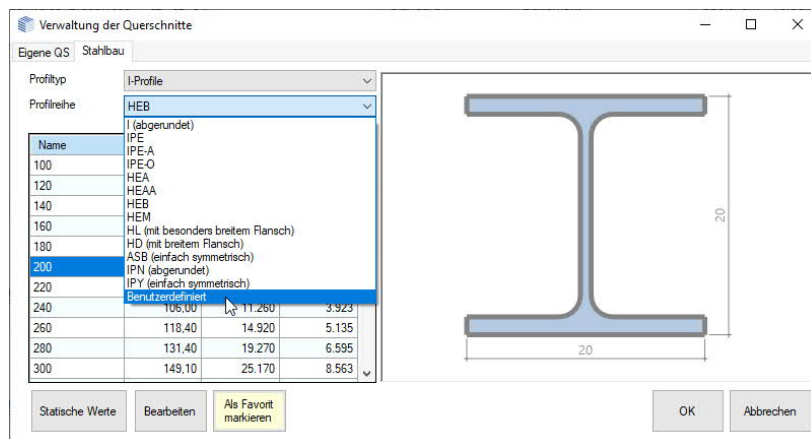 Verwaltung der Querschnitte
Eigene QS Stahlbau
Profiltyp I-Profile
Profilreihe HEB
I (abgerundet)
IPE
Name
IPE-A
100 IPE-O
HEA
120 HEAA
140 HEB
HEM
160 HL (mit besonders breitem Flansch)
180 HD (mit breitem Flansch)
ASB (einfach symmetrisch)
200 IPN (abgerundet)
220 IPY (einfach symmetrisch)
Benutzerdefiniert
240 106,00 11.260 3.923
260 118,40 14.920 5.135
280 131,40 19.270 6.595
300 149,10 25.170 8.563
20
20
Statische Werte Bearbeiten Als Favorit
markieren
OK Abbrechen